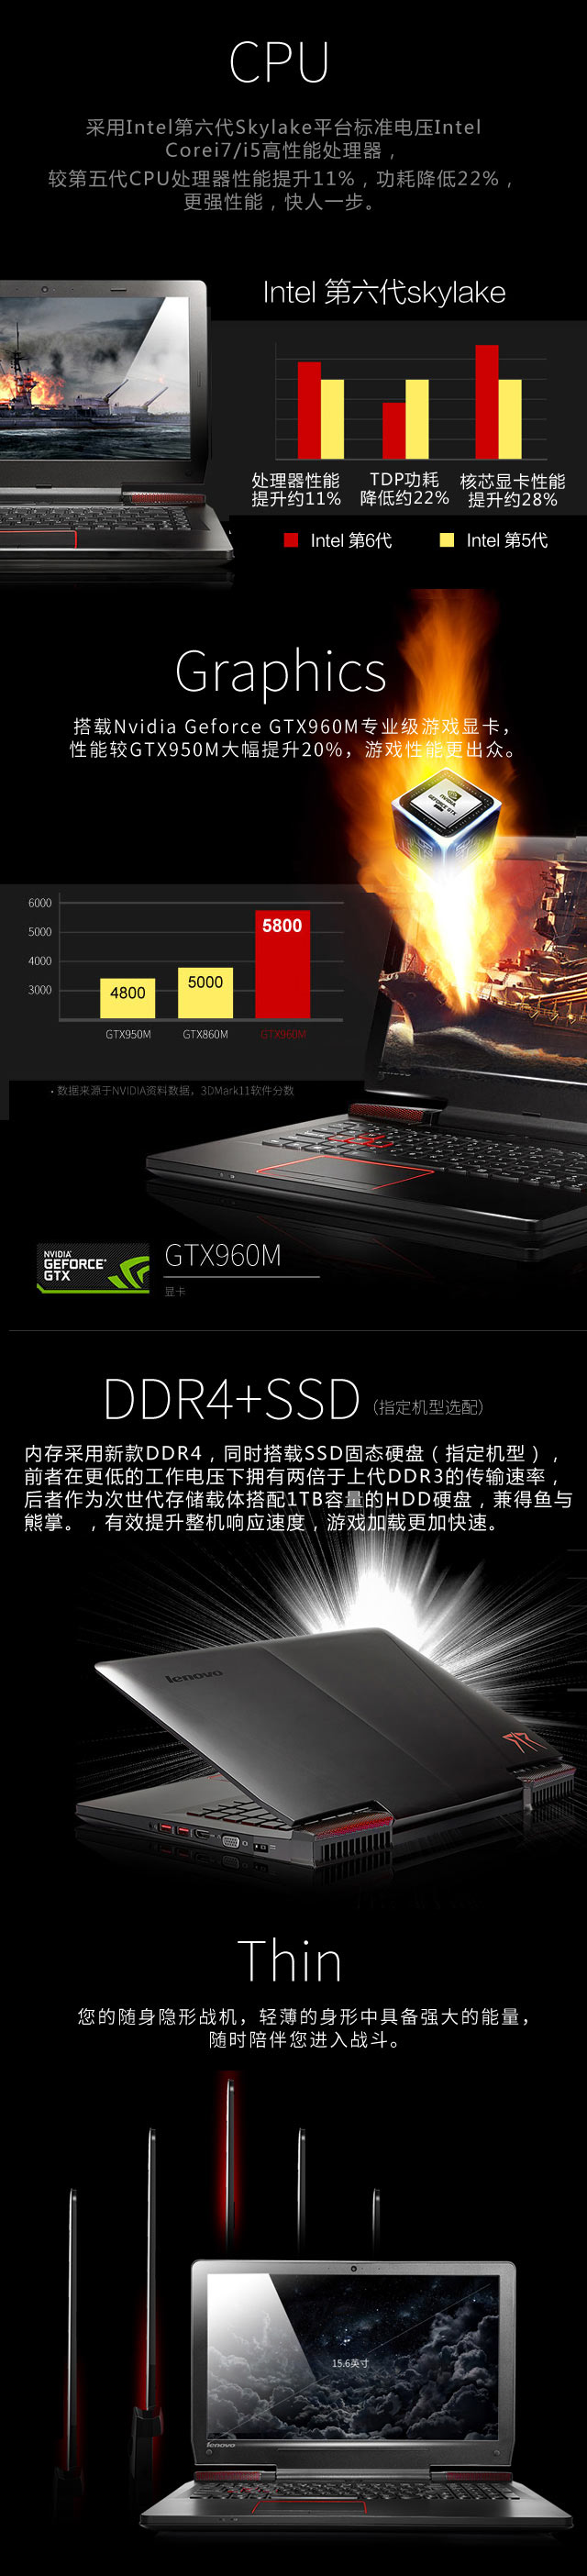 CPU
采用Intel第六代Skylake平台标准电压Intel
Corei7/i5高性能处理器，
较第五代CPU处理器性能提升11%，功耗降低22%，
更强性能，快人一步。
Intel 第六代skylake
处理器性能
提升约11%
TDP功耗
降低约22%
核芯显卡性能
提升约28%
Intel 第6代
Intel 第5代
Graphics
搭载Nvidia Geforce GTX960M专业级游戏显卡，
性能较GTX950M大幅提升20%，游戏性能更出众。
NVIDIA
GEFORCE GTX
6000
5000
4000
3000
4800
5000
5800
GTX950M
GTX860M
GTX960M
·数据来源于NVIDIA资料数据，3DMark11软件分数
NVIDIA
GEFORCE
GTX
GTX960M
显卡
DDR4+SSD（指定机型选配）
内存采用新款DDR4，同时搭载SSD固态硬盘（指定机型），
前者在更低的工作电压下拥有两倍于上代DDR3的传输速率，
后者作为次世代存储载体搭配1TB容量的HDD硬盘，兼得鱼与
熊掌。，有效提升整机响应速度，游戏加载更加快速。
lenovo
Thin
您的随身隐形战机，轻薄的身形中具备强大的能量，
随时陪伴您进入战斗。
15.6英寸
lenovo